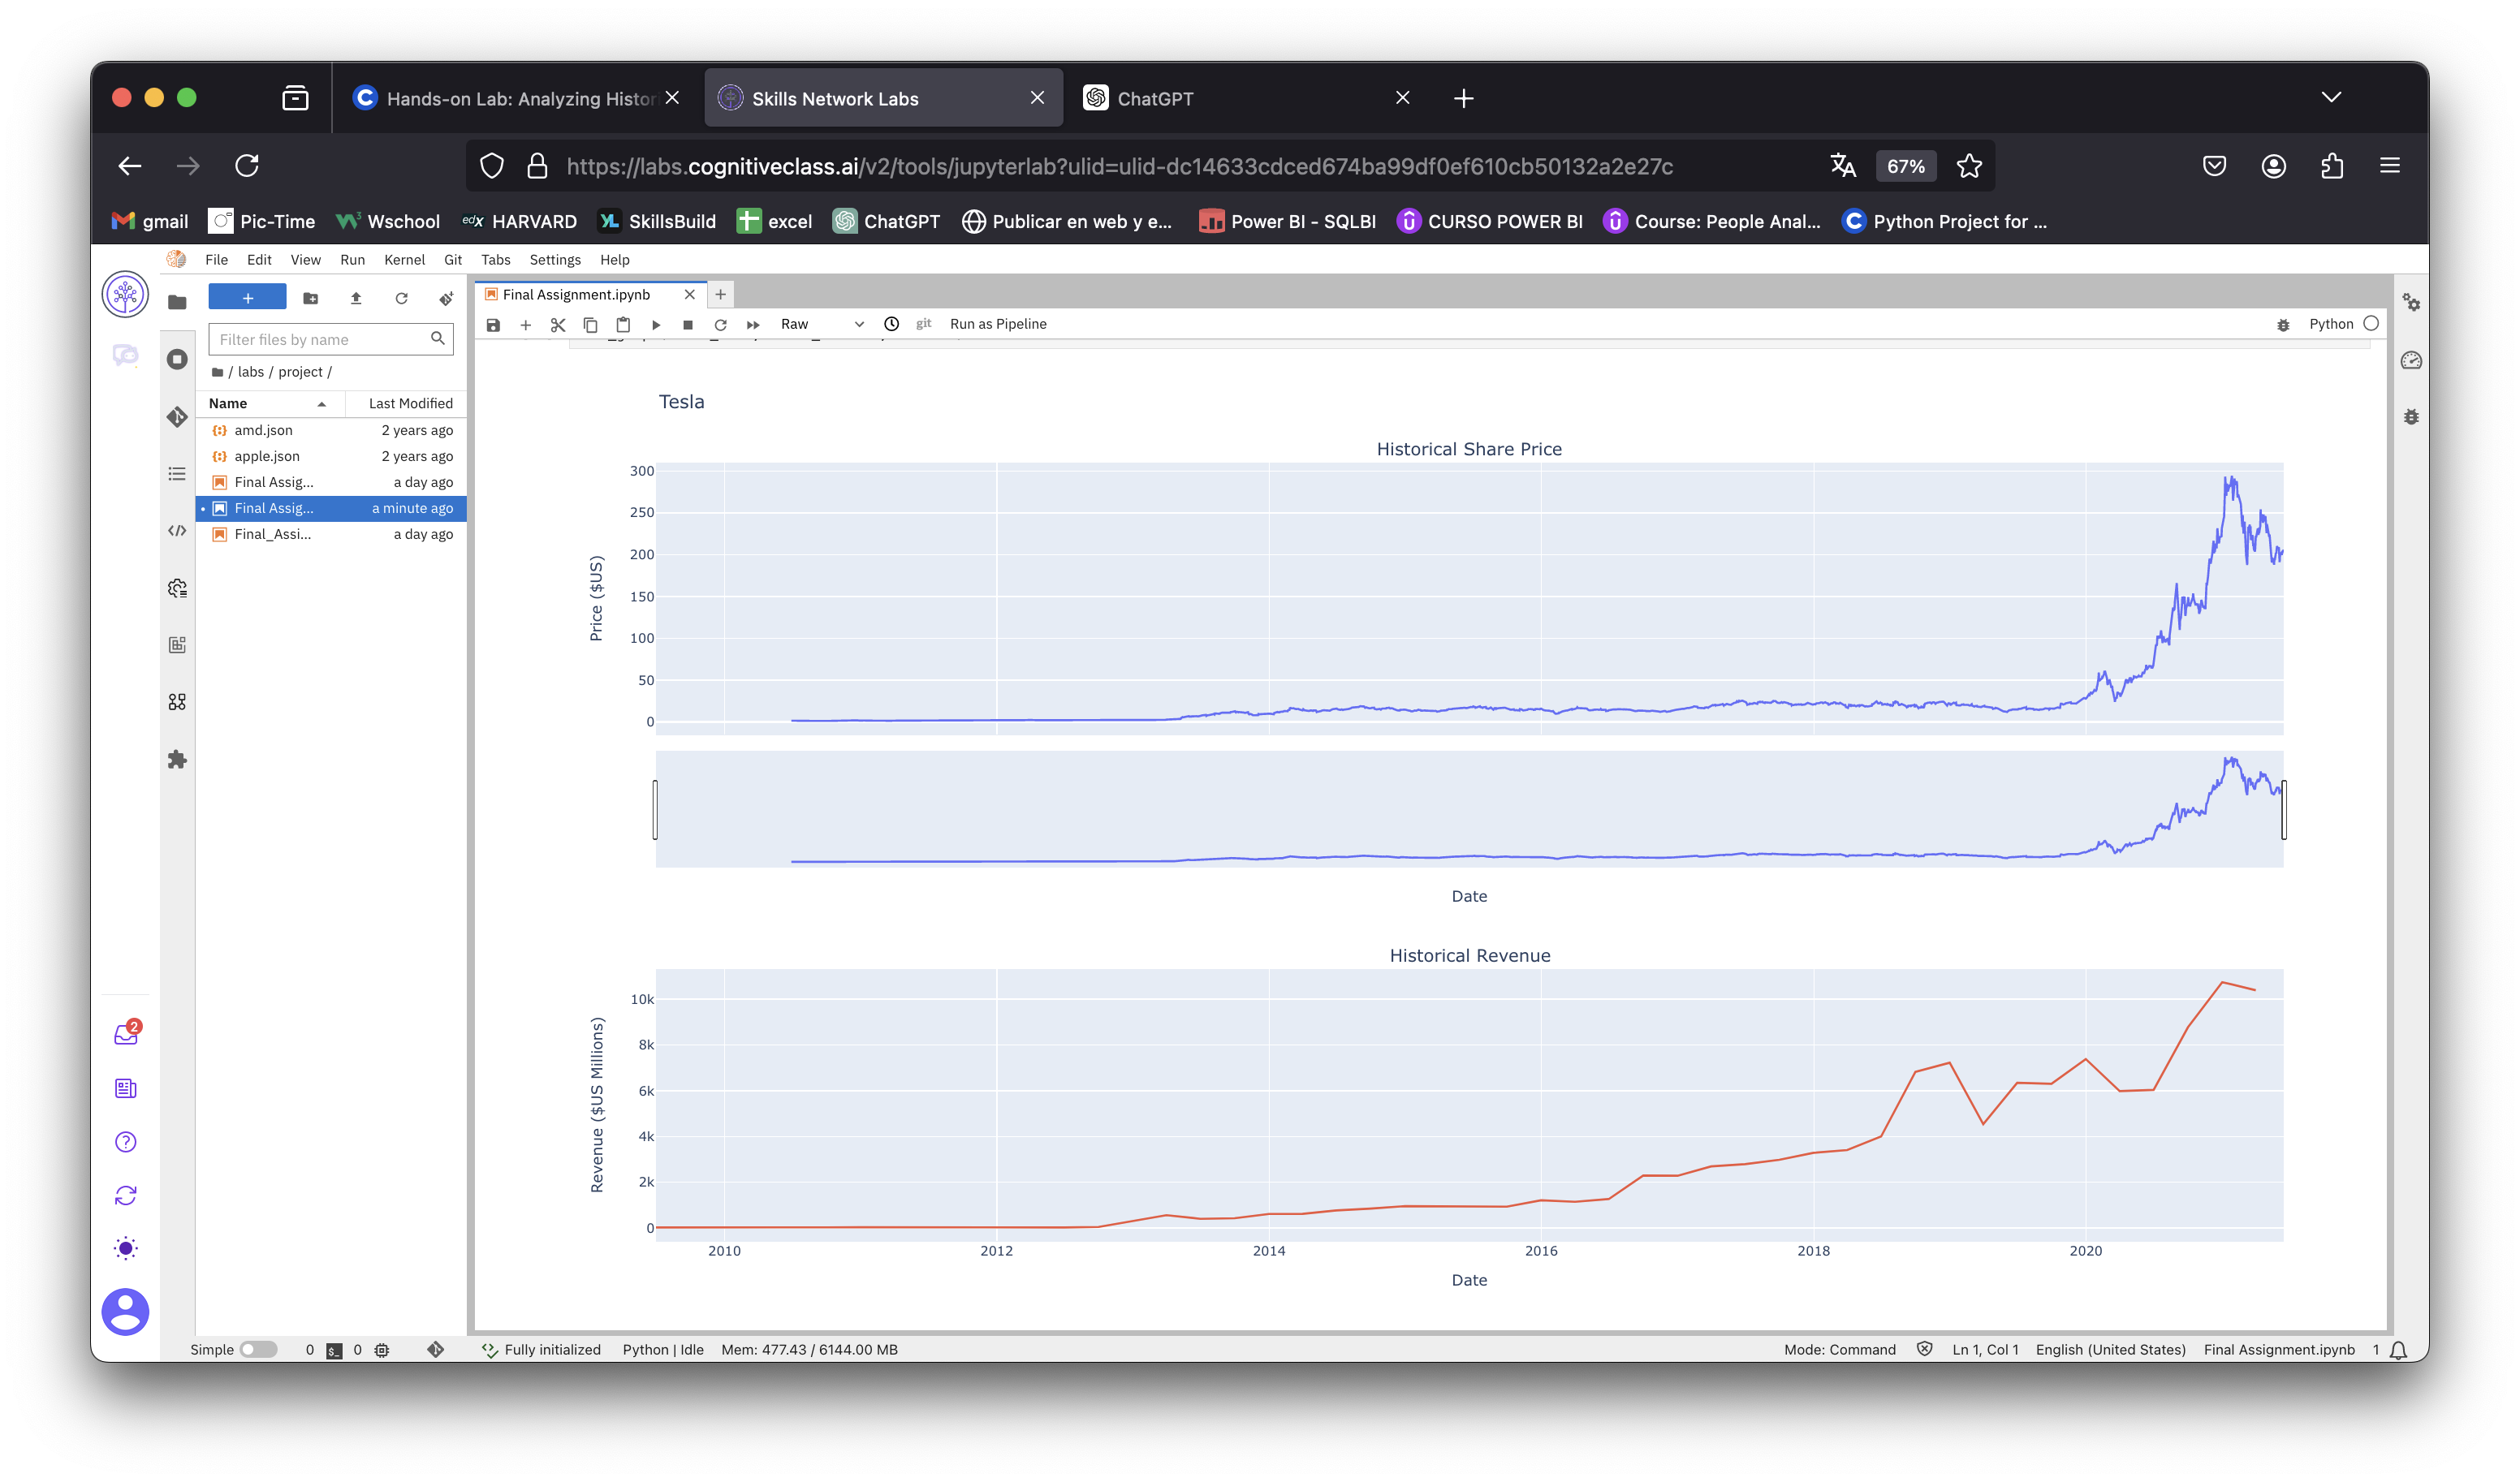 Hands-on Lab: Analyzing Histor
Skills Network Labs
ChatGPT
https://labs.cognitiveclass.ai/v2/tools/jupyterlab?ulid=ulid-dc14633cdced674ba99df0ef610cb50132a2e27c
67%
gmail
Pic-Time
Wschool
edX HARVARD
YL SkillsBuild
excel
ChatGPT
Publicar en web y e...
Power BI - SQLBI
CURSO POWER BI
Course: People Anal...
Python Project for ...
File Edit View Run Kernel Git Tabs Settings Help
Final Assignment.ipynb
Raw
git
Run as Pipeline
Python
Filter files by name
/ labs / project /
Name Last Modified
amd.json 2 years ago
apple.json 2 years ago
Final Assig... a day ago
Final Assig... a minute ago
Final_Assi... a day ago
Tesla
Historical Share Price
300
250
200
150
100
50
0
Price ($US)
Date
Historical Revenue
10k
8k
6k
4k
2k
0
Revenue ($US Millions)
2010 2012 2014 2016 2018 2020
Date
2
Simple 0 $_ 0
Fully initialized
Python | Idle
Mem: 477.43 / 6144.00 MB
Mode: Command
Ln 1, Col 1
English (United States)
Final Assignment.ipynb
1